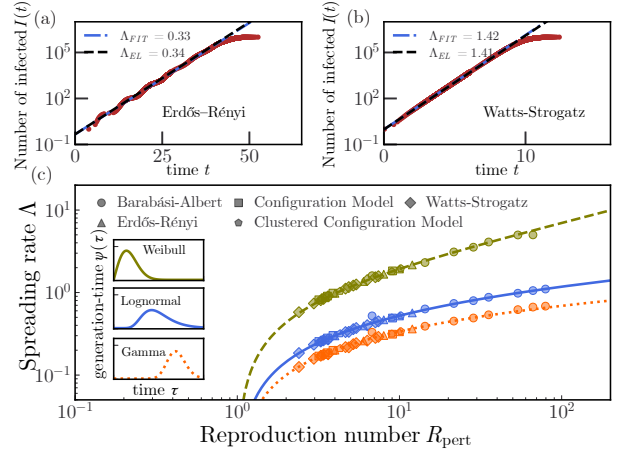 (a)
Number of infected I(t)
10^6
10^2
10^-1
Λ_FIT = 0.33
Λ_EL = 0.34
Erdős–Rényi
0
25
50
time t
(b)
Number of infected I(t)
10^6
10^2
10^-1
Λ_FIT = 1.42
Λ_EL = 1.41
Watts-Strogatz
0
10
time t
(c)
Spreading rate Λ
10^1
10^0
10^-1
Barabási-Albert
Configuration Model
Watts-Strogatz
Erdős-Rényi
Clustered Configuration Model
generation-time ψ(τ)
Weibull
Lognormal
Gamma
time τ
10^-1
10^0
10^1
10^2
Reproduction number R_pert